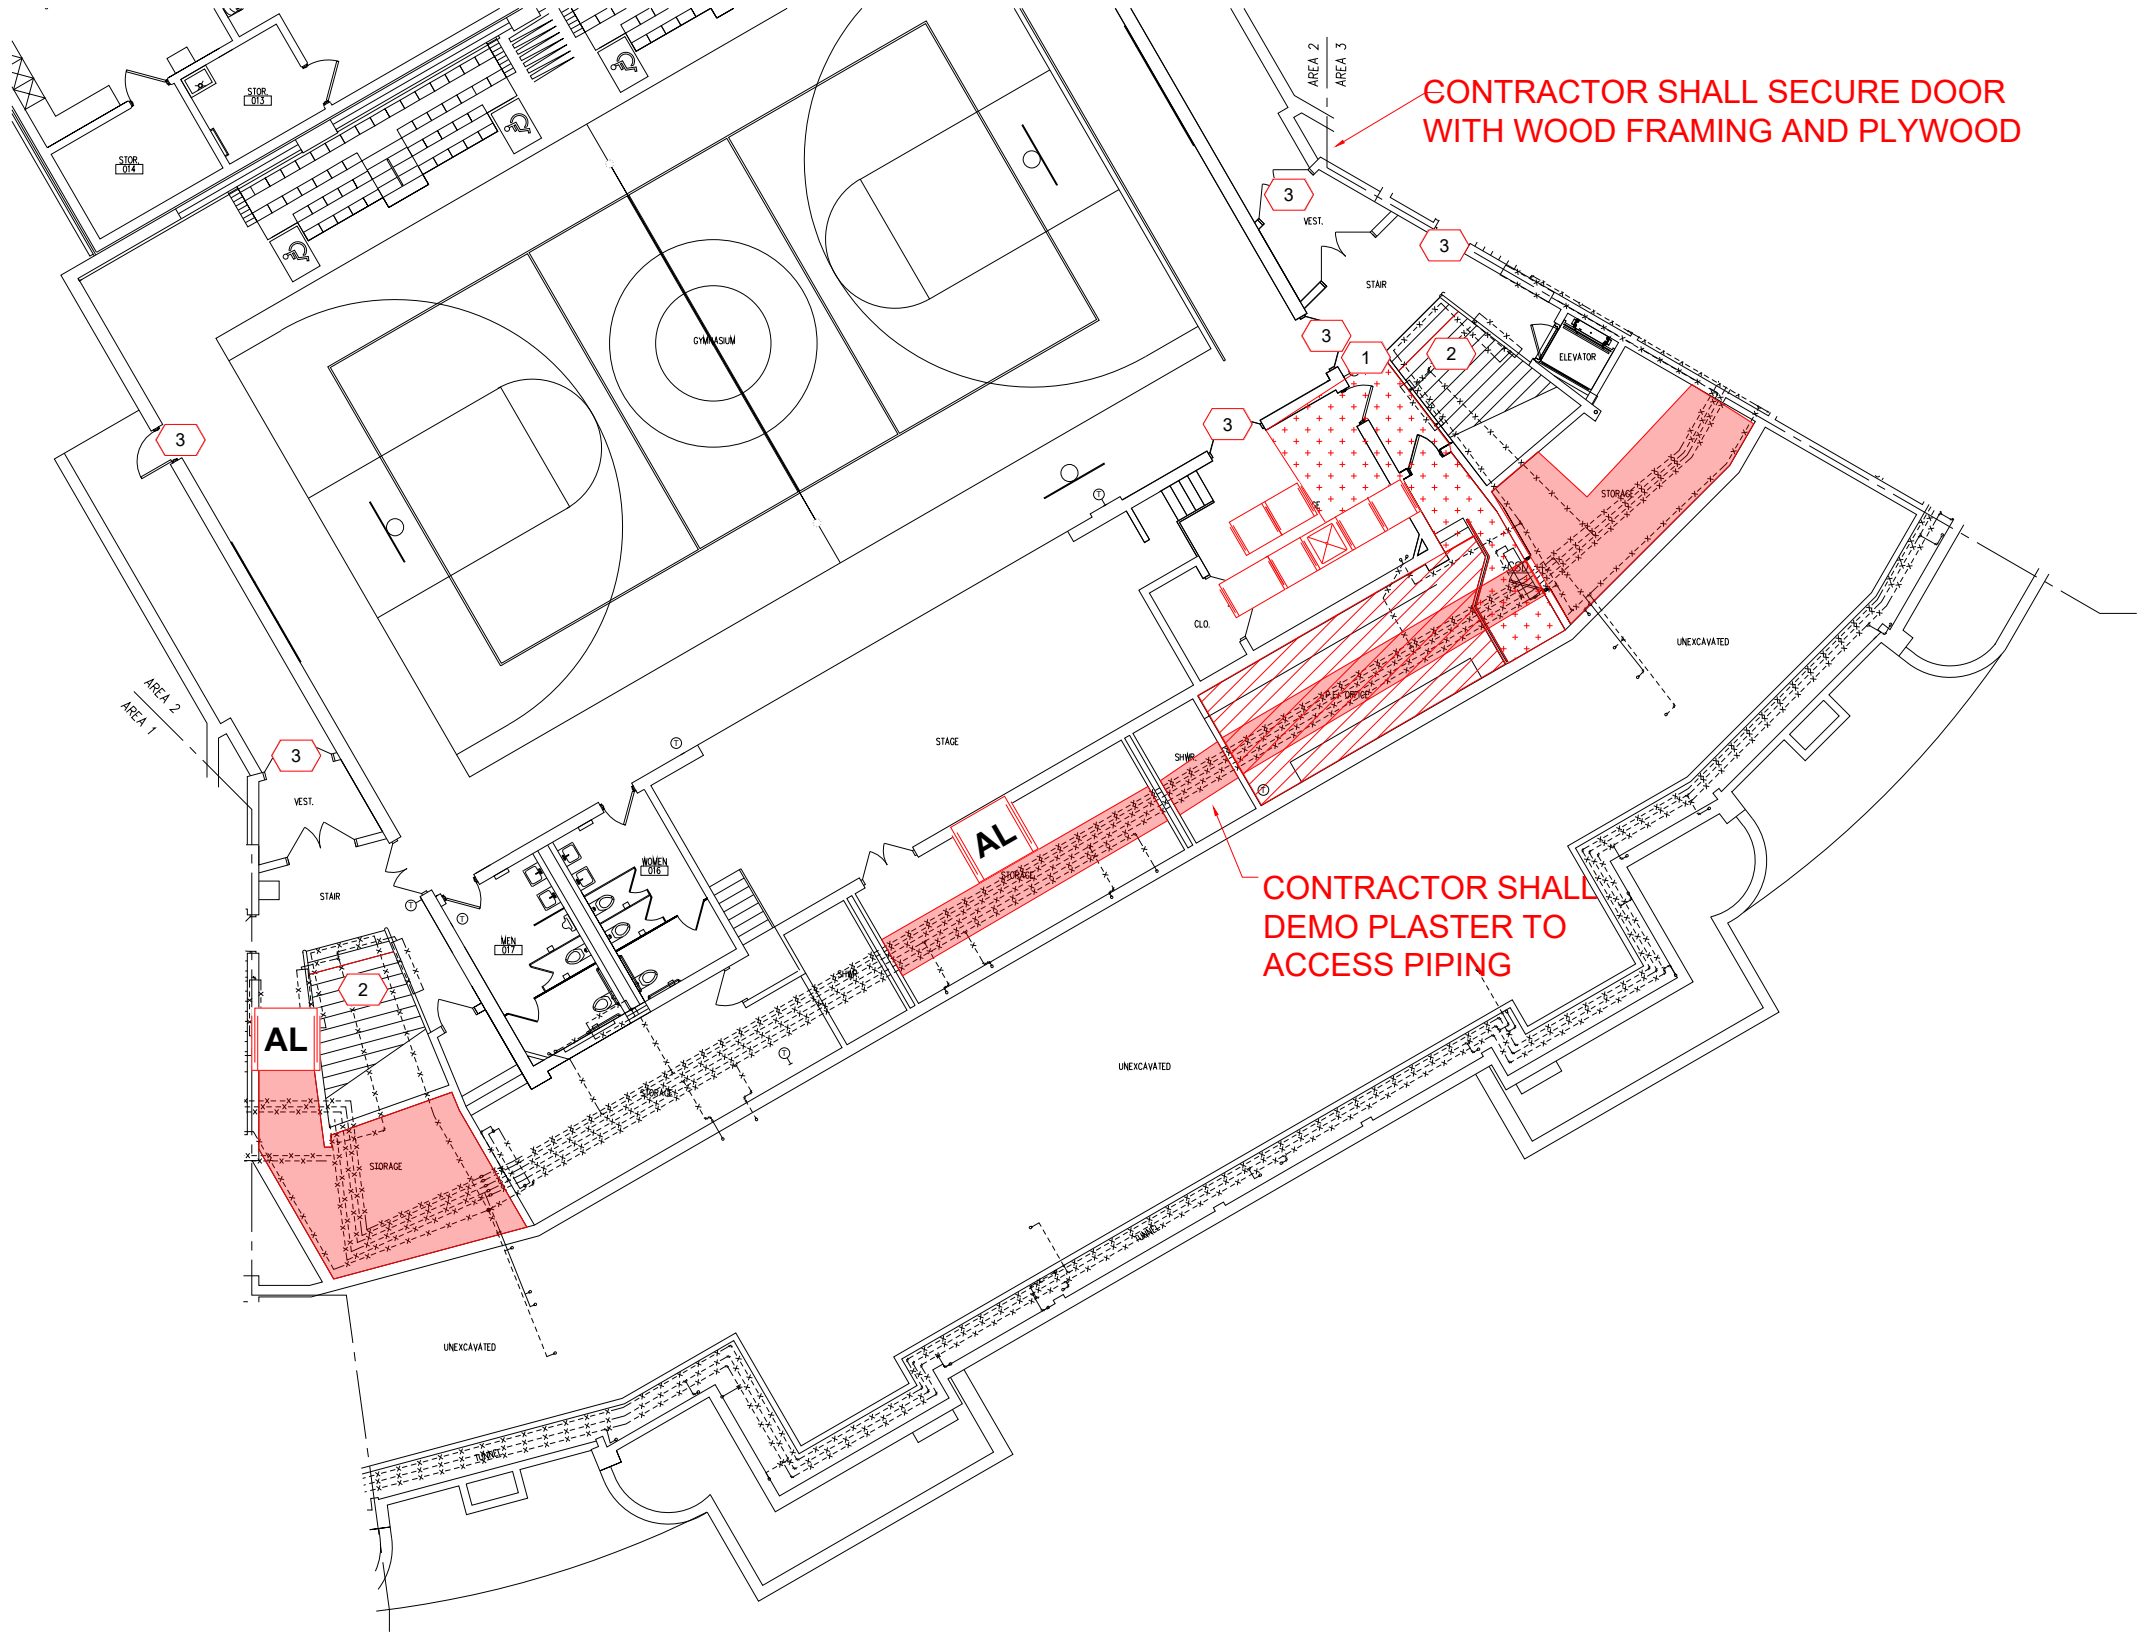 AREA 2
AREA 3
CONTRACTOR SHALL SECURE DOOR
WITH WOOD FRAMING AND PLYWOOD
STOR.
013
STOR.
014
3
VEST.
3
STAIR
GYMNASIUM
3
1
2
ELEVATOR
3
3
STORAGE
CLO.
UNEXCAVATED
P.E. OFFICE
AREA 2
AREA 1
STAGE
3
SHWR.
T
T
T
VEST.
AL
CONTRACTOR SHALL
DEMO PLASTER TO
ACCESS PIPING
STORAGE
WOMEN
016
STAIR
T
T
MEN
017
SHWR.
2
AL
T
UNEXCAVATED
STORAGE
STORAGE
TUNNEL
UNEXCAVATED
TUNNEL